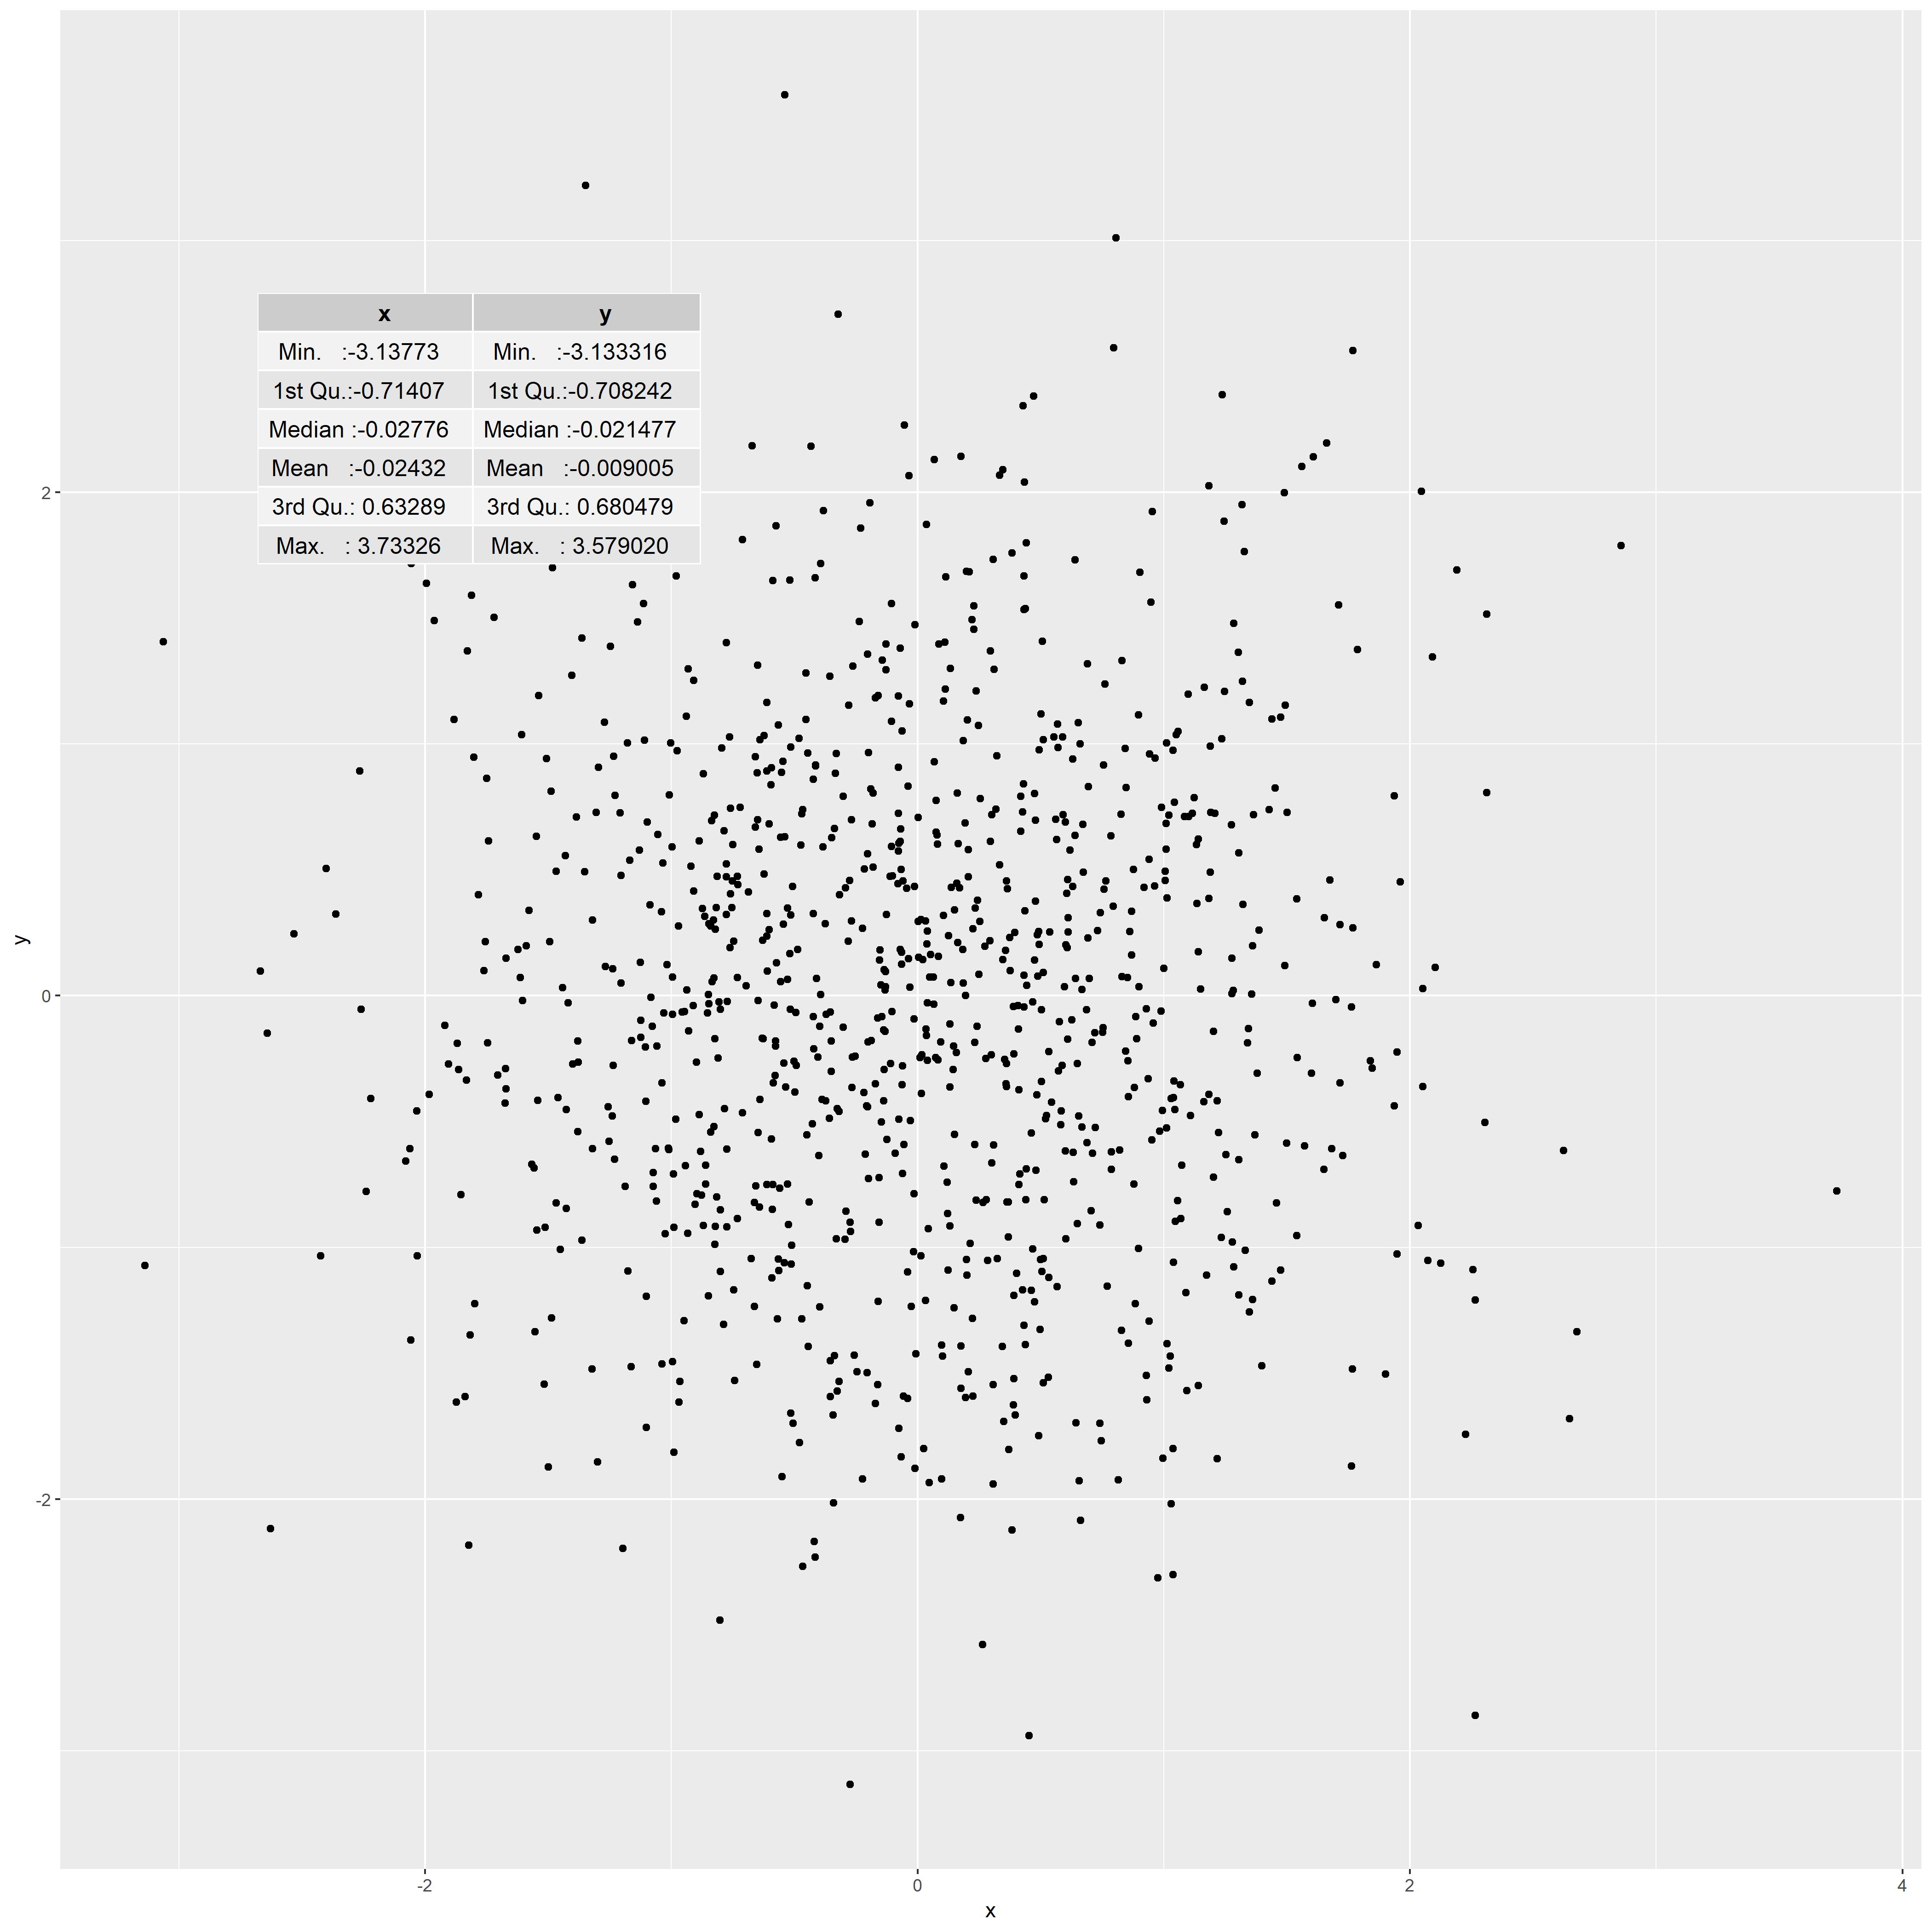 x y
Min. :-3.13773 Min. :-3.133316
1st Qu.:-0.71407 1st Qu.:-0.708242
Median :-0.02776 Median :-0.021477
Mean :-0.02432 Mean :-0.009005
3rd Qu.: 0.63289 3rd Qu.: 0.680479
Max. : 3.73326 Max. : 3.579020
2
y
0
-2
-2 0 2 4
x